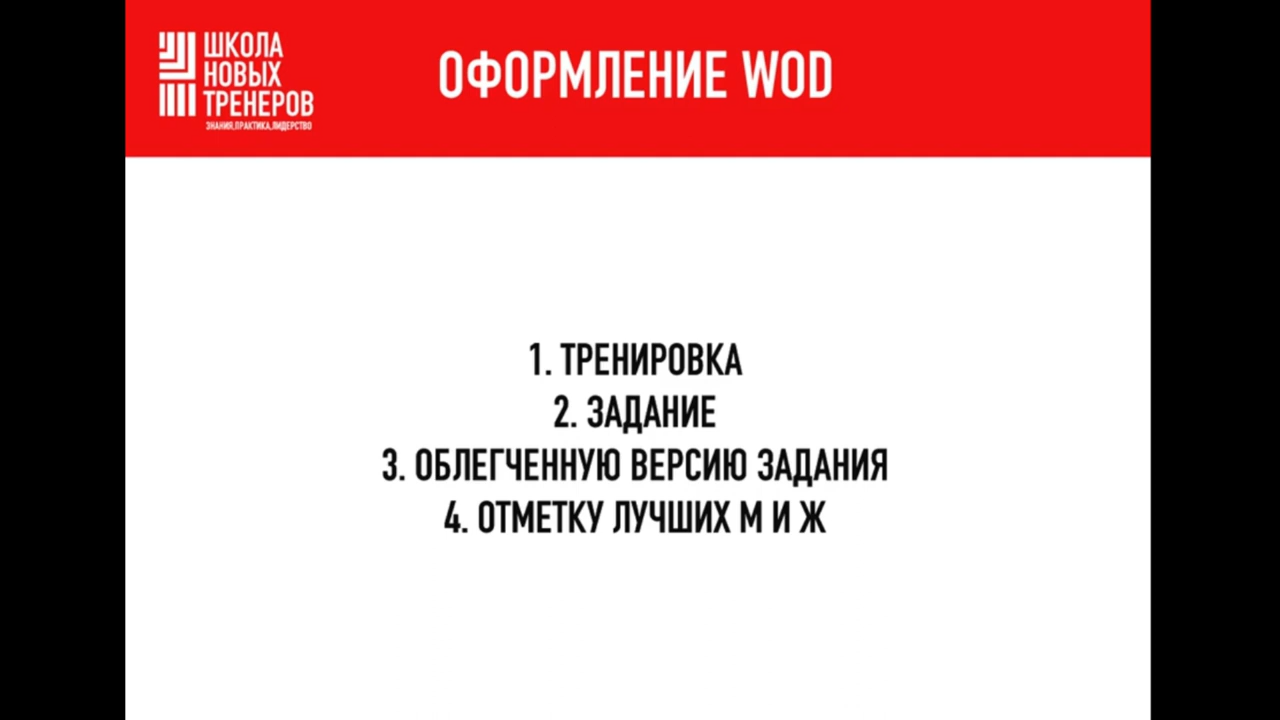 ШКОЛА
НОВЫХ
ТРЕНЕРОВ
ЗНАНИЯ,ПРАКТИКА,ЛИДЕРСТВО
ОФОРМЛЕНИЕ WOD
1. ТРЕНИРОВКА
2. ЗАДАНИЕ
3. ОБЛЕГЧЕННУЮ ВЕРСИЮ ЗАДАНИЯ
4. ОТМЕТКУ ЛУЧШИХ М И Ж